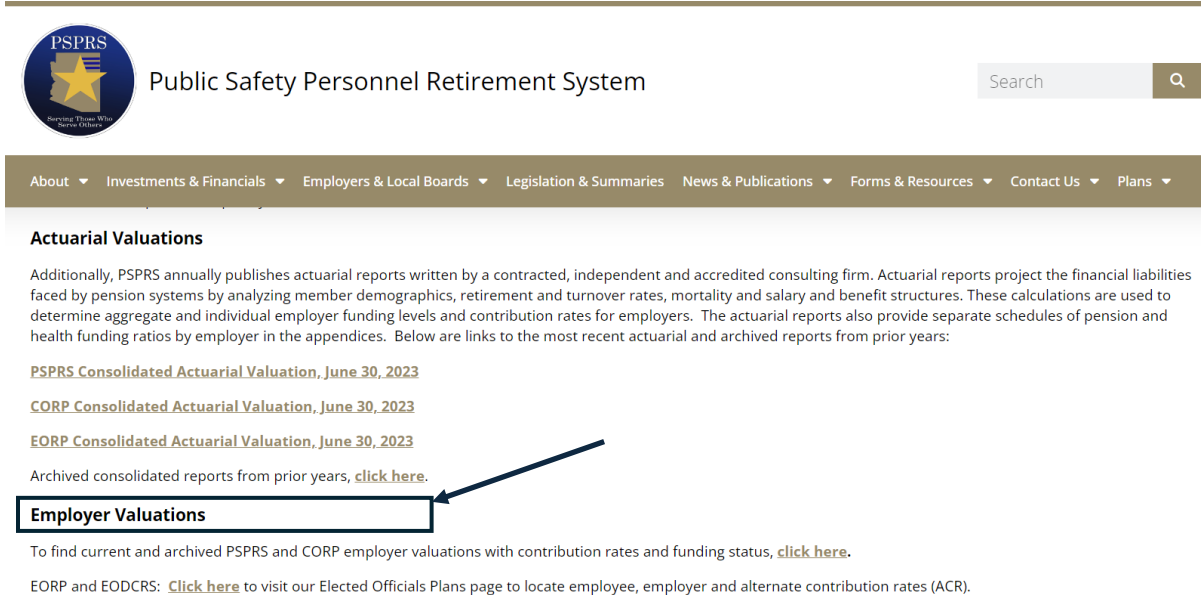 PSPRS
Serving Those Who
Serve Others
Public Safety Personnel Retirement System
Search
About Investments & Financials Employers & Local Boards Legislation & Summaries News & Publications Forms & Resources Contact Us Plans
Actuarial Valuations
Additionally, PSPRS annually publishes actuarial reports written by a contracted, independent and accredited consulting firm. Actuarial reports project the financial liabilities
faced by pension systems by analyzing member demographics, retirement and turnover rates, mortality and salary and benefit structures. These calculations are used to
determine aggregate and individual employer funding levels and contribution rates for employers. The actuarial reports also provide separate schedules of pension and
health funding ratios by employer in the appendices. Below are links to the most recent actuarial and archived reports from prior years:
PSPRS Consolidated Actuarial Valuation, June 30, 2023
CORP Consolidated Actuarial Valuation, June 30, 2023
EORP Consolidated Actuarial Valuation, June 30, 2023
Archived consolidated reports from prior years, click here.
Employer Valuations
To find current and archived PSPRS and CORP employer valuations with contribution rates and funding status, click here.
EORP and EODCRS: Click here to visit our Elected Officials Plans page to locate employee, employer and alternate contribution rates (ACR).